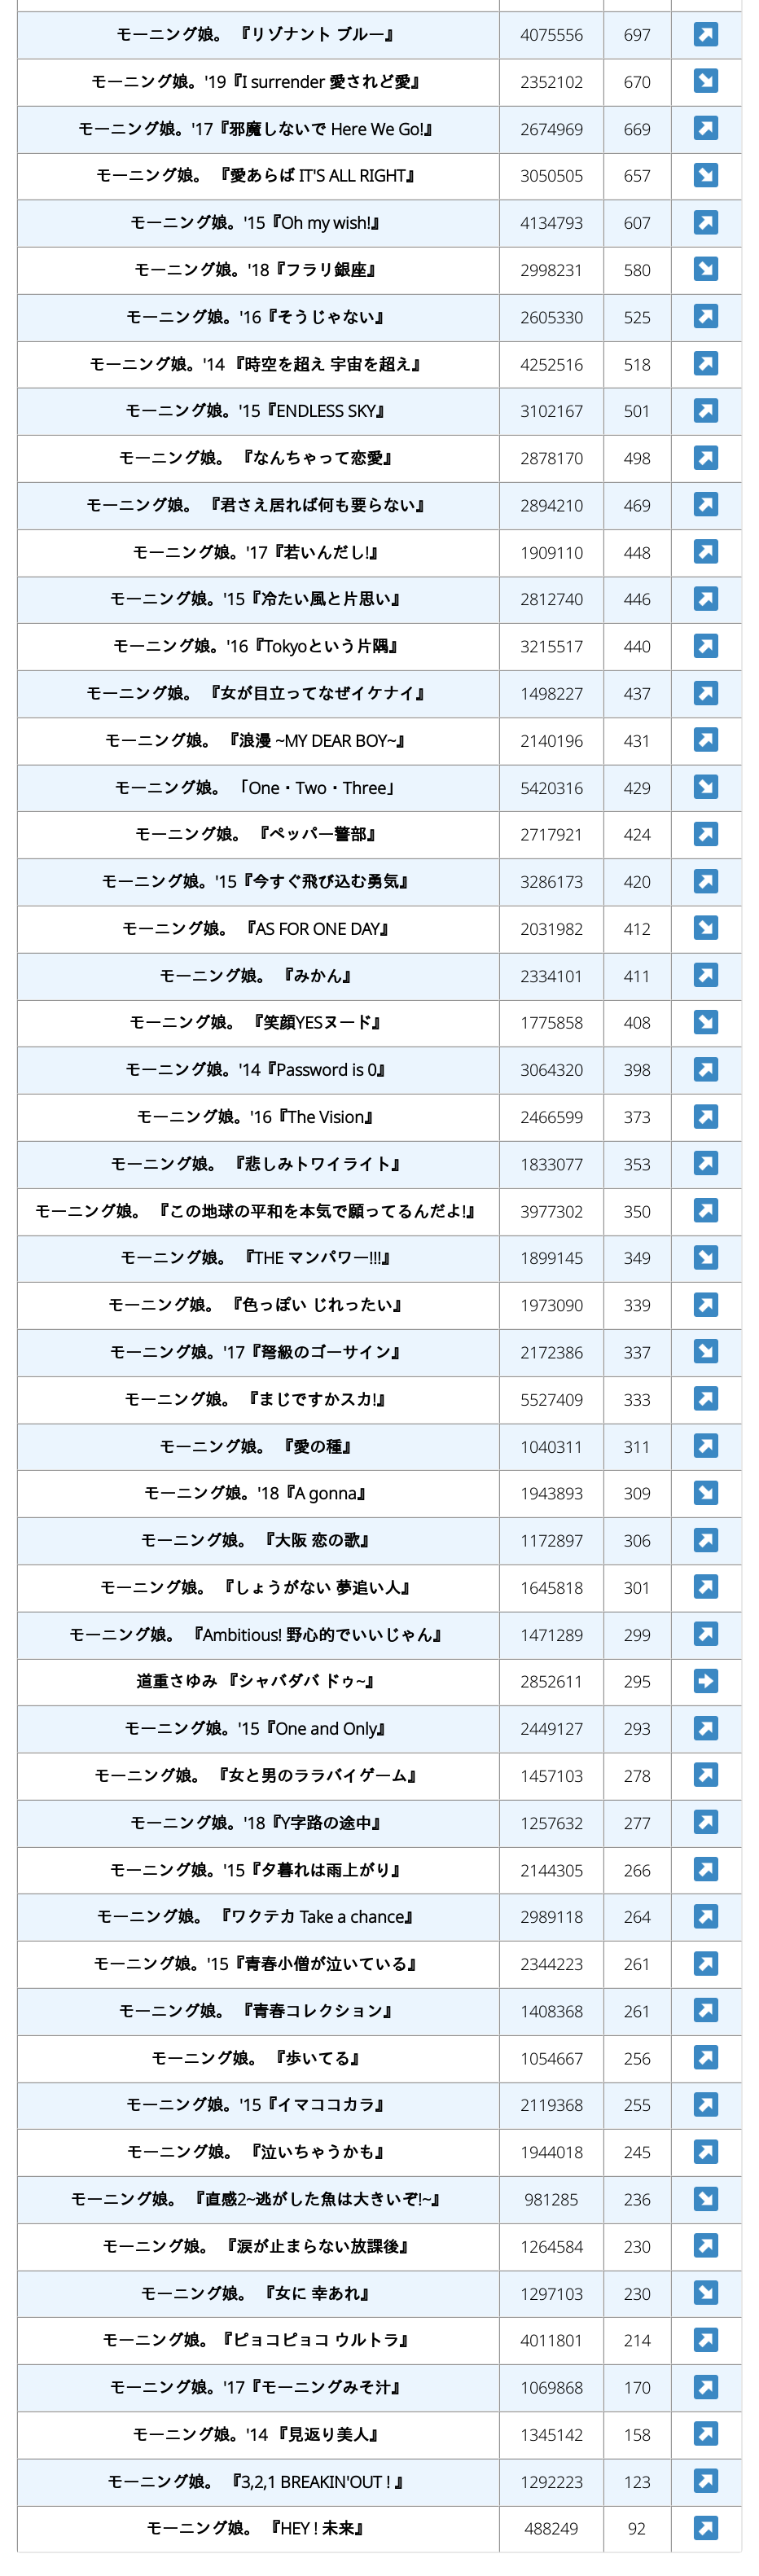 モーニング娘。 『リゾナント ブルー』 4075556 697
モーニング娘。'19『I surrender 愛されど愛』 2352102 670
モーニング娘。'17『邪魔しないで Here We Go!』 2674969 669
モーニング娘。 『愛あらば IT'S ALL RIGHT』 3050505 657
モーニング娘。'15『Oh my wish!』 4134793 607
モーニング娘。'18『フラリ銀座』 2998231 580
モーニング娘。'16『そうじゃない』 2605330 525
モーニング娘。'14 『時空を超え 宇宙を超え』 4252516 518
モーニング娘。'15『ENDLESS SKY』 3102167 501
モーニング娘。 『なんちゃって恋愛』 2878170 498
モーニング娘。 『君さえ居れば何も要らない』 2894210 469
モーニング娘。'17『若いんだし!』 1909110 448
モーニング娘。'15『冷たい風と片思い』 2812740 446
モーニング娘。'16『Tokyoという片隅』 3215517 440
モーニング娘。 『女が目立ってなぜイケナイ』 1498227 437
モーニング娘。 『浪漫 ~MY DEAR BOY~』 2140196 431
モーニング娘。 「One・Two・Three」 5420316 429
モーニング娘。 『ペッパー警部』 2717921 424
モーニング娘。'15『今すぐ飛び込む勇気』 3286173 420
モーニング娘。 『AS FOR ONE DAY』 2031982 412
モーニング娘。 『みかん』 2334101 411
モーニング娘。 『笑顔YESヌード』 1775858 408
モーニング娘。'14『Password is 0』 3064320 398
モーニング娘。'16『The Vision』 2466599 373
モーニング娘。 『悲しみトワイライト』 1833077 353
モーニング娘。 『この地球の平和を本気で願ってるんだよ!』 3977302 350
モーニング娘。 『THE マンパワー!!!』 1899145 349
モーニング娘。 『色っぽい じれったい』 1973090 339
モーニング娘。'17『弩級のゴーサイン』 2172386 337
モーニング娘。 『まじですかスカ!』 5527409 333
モーニング娘。 『愛の種』 1040311 311
モーニング娘。'18『A gonna』 1943893 309
モーニング娘。 『大阪 恋の歌』 1172897 306
モーニング娘。 『しょうがない 夢追い人』 1645818 301
モーニング娘。 『Ambitious! 野心的でいいじゃん』 1471289 299
道重さゆみ 『シャバダバ ドゥ~』 2852611 295
モーニング娘。'15『One and Only』 2449127 293
モーニング娘。 『女と男のララバイゲーム』 1457103 278
モーニング娘。'18『Y字路の途中』 1257632 277
モーニング娘。'15『夕暮れは雨上がり』 2144305 266
モーニング娘。 『ワクテカ Take a chance』 2989118 264
モーニング娘。'15『青春小僧が泣いている』 2344223 261
モーニング娘。 『青春コレクション』 1408368 261
モーニング娘。 『歩いてる』 1054667 256
モーニング娘。'15『イマココカラ』 2119368 255
モーニング娘。 『泣いちゃうかも』 1944018 245
モーニング娘。 『直感2~逃がした魚は大きいぞ!~』 981285 236
モーニング娘。 『涙が止まらない放課後』 1264584 230
モーニング娘。 『女に 幸あれ』 1297103 230
モーニング娘。『ピョコピョコ ウルトラ』 4011801 214
モーニング娘。'17『モーニングみそ汁』 1069868 170
モーニング娘。'14 『見返り美人』 1345142 158
モーニング娘。 『3,2,1 BREAKIN'OUT ! 』 1292223 123
モーニング娘。 『HEY ! 未来』 488249 92